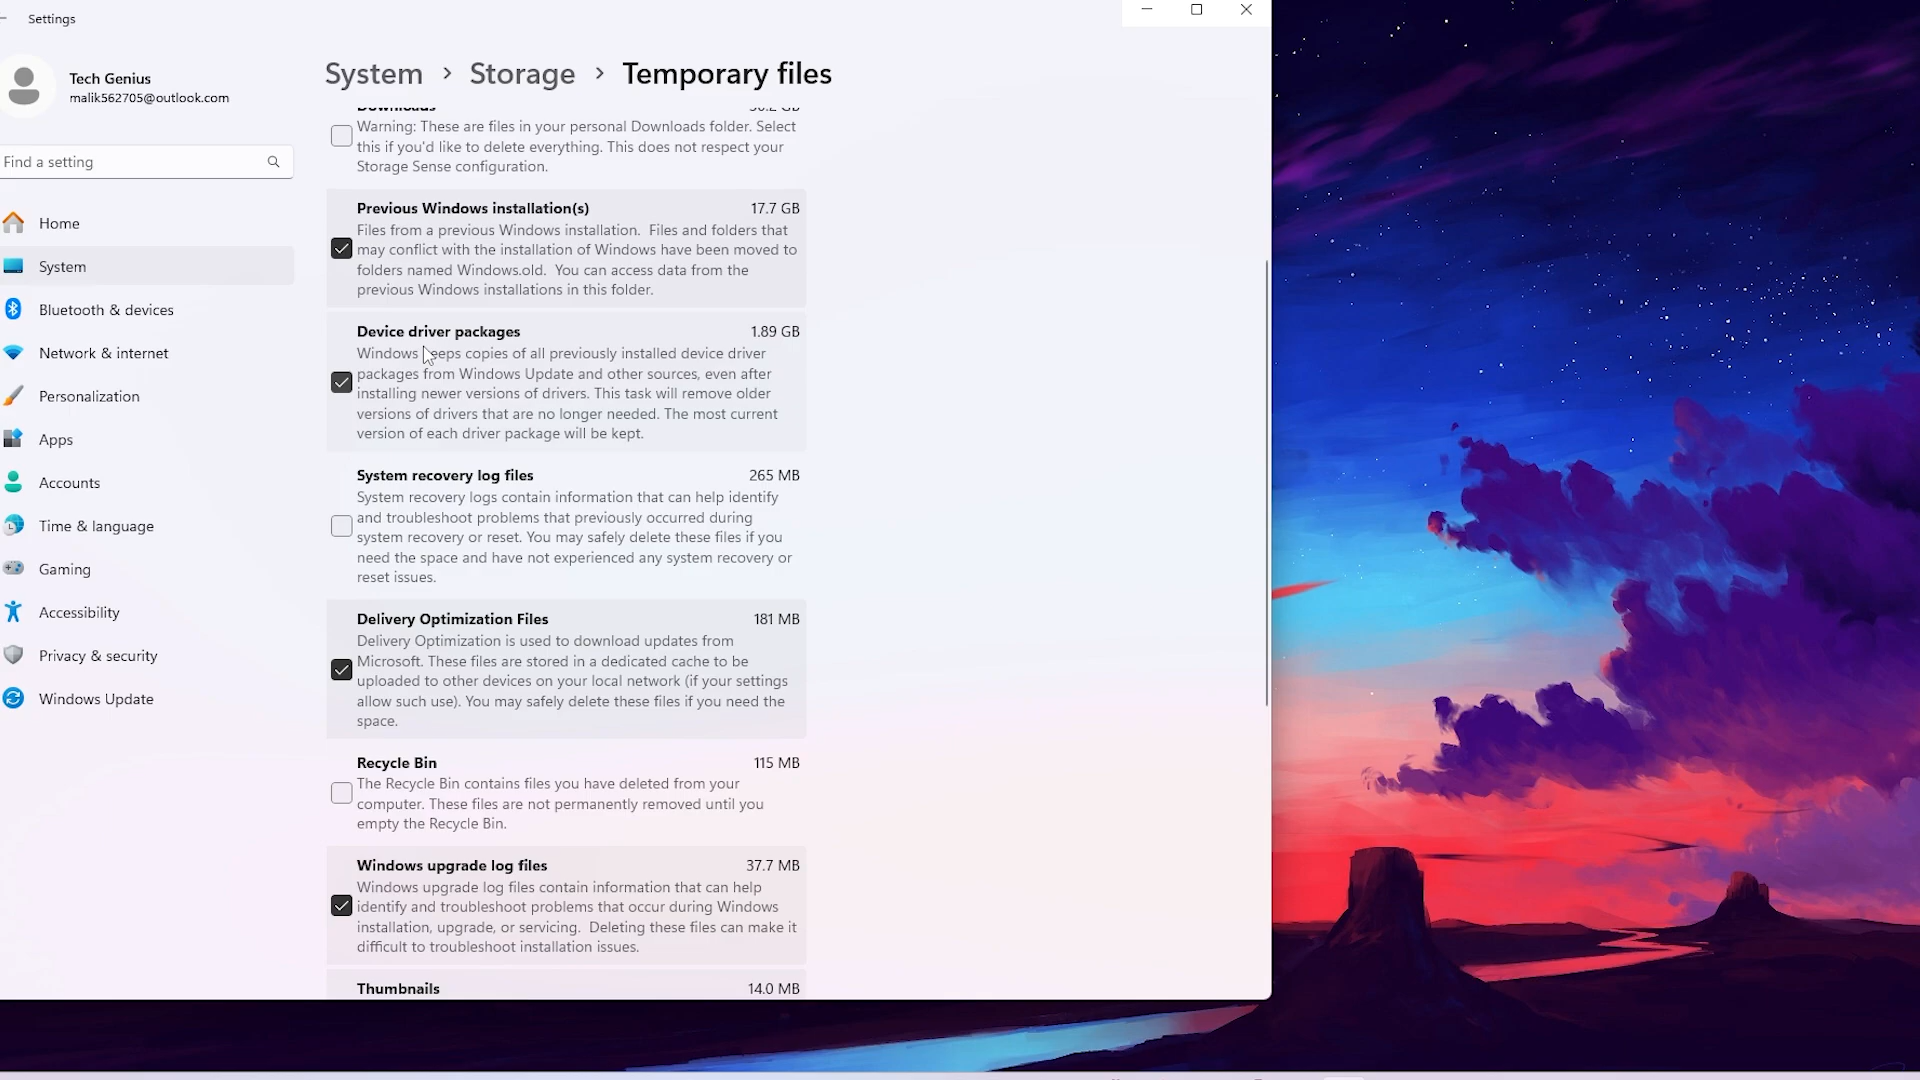 Settings
Tech Genius
malik562705@outlook.com
Find a setting
Home
System
Bluetooth & devices
Network & internet
Personalization
Apps
Accounts
Time & language
Gaming
Accessibility
Privacy & security
Windows Update
System > Storage > Temporary files
Downloads
Warning: These are files in your personal Downloads folder. Select
this if you'd like to delete everything. This does not respect your
Storage Sense configuration.
Previous Windows installation(s) 17.7 GB
Files from a previous Windows installation.  Files and folders that
may conflict with the installation of Windows have been moved to
folders named Windows.old.  You can access data from the
previous Windows installations in this folder.
Device driver packages 1.89 GB
Windows keeps copies of all previously installed device driver
packages from Windows Update and other sources, even after
installing newer versions of drivers. This task will remove older
versions of drivers that are no longer needed. The most current
version of each driver package will be kept.
System recovery log files 265 MB
System recovery logs contain information that can help identify
and troubleshoot problems that previously occurred during
system recovery or reset. You may safely delete these files if you
need the space and have not experienced any system recovery or
reset issues.
Delivery Optimization Files 181 MB
Delivery Optimization is used to download updates from
Microsoft. These files are stored in a dedicated cache to be
uploaded to other devices on your local network (if your settings
allow such use). You may safely delete these files if you need the
space.
Recycle Bin 115 MB
The Recycle Bin contains files you have deleted from your
computer. These files are not permanently removed until you
empty the Recycle Bin.
Windows upgrade log files 37.7 MB
Windows upgrade log files contain information that can help
identify and troubleshoot problems that occur during Windows
installation, upgrade, or servicing.  Deleting these files can make it
difficult to troubleshoot installation issues.
Thumbnails 14.0 MB